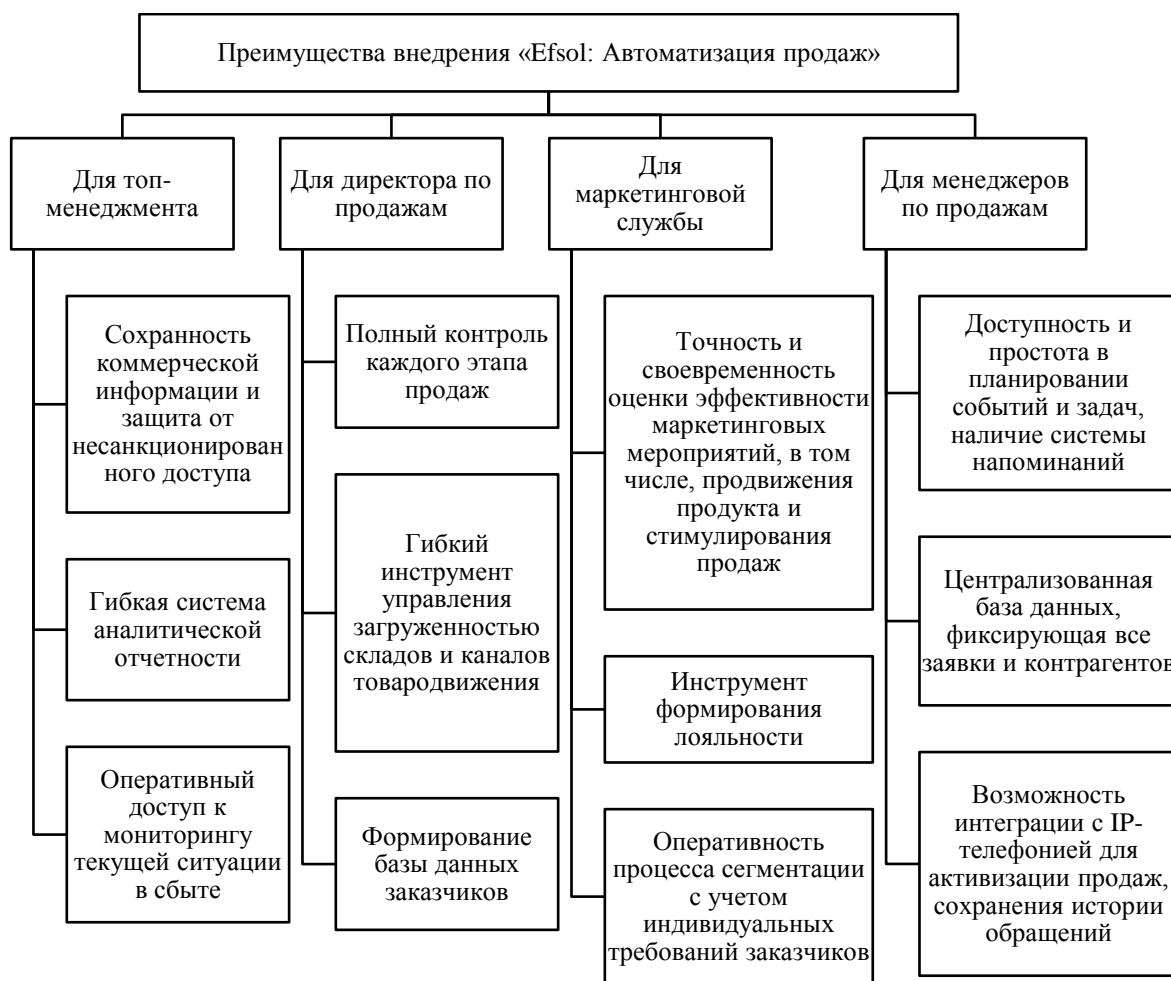 Преимущества внедрения «Efsol: Автоматизация продаж»
Для топ-
менеджмента
Сохранность
коммерческой
информации и
защита от
несанкционирован
ного доступа
Гибкая система
аналитической
отчетности
Оперативный
доступ к
мониторингу
текущей ситуации
в сбыте
Для директора по
продажам
Полный контроль
каждого этапа
продаж
Гибкий
инструмент
управления
загруженностью
складов и каналов
товародвижения
Формирование
базы данных
заказчиков
Для
маркетинговой
службы
Точность и
своевременность
оценки эффективности
маркетинговых
мероприятий, в том
числе, продвижения
продукта и
стимулирования
продаж
Инструмент
формирования
лояльности
Оперативность
процесса сегментации
с учетом
индивидуальных
требований заказчиков
Для менеджеров
по продажам
Доступность и
простота в
планировании
событий и задач,
наличие системы
напоминаний
Централизованная
база данных,
фиксирующая все
заявки и контрагентов
Возможность
интеграции с IP-
телефонией для
активизации продаж,
сохранения истории
обращений